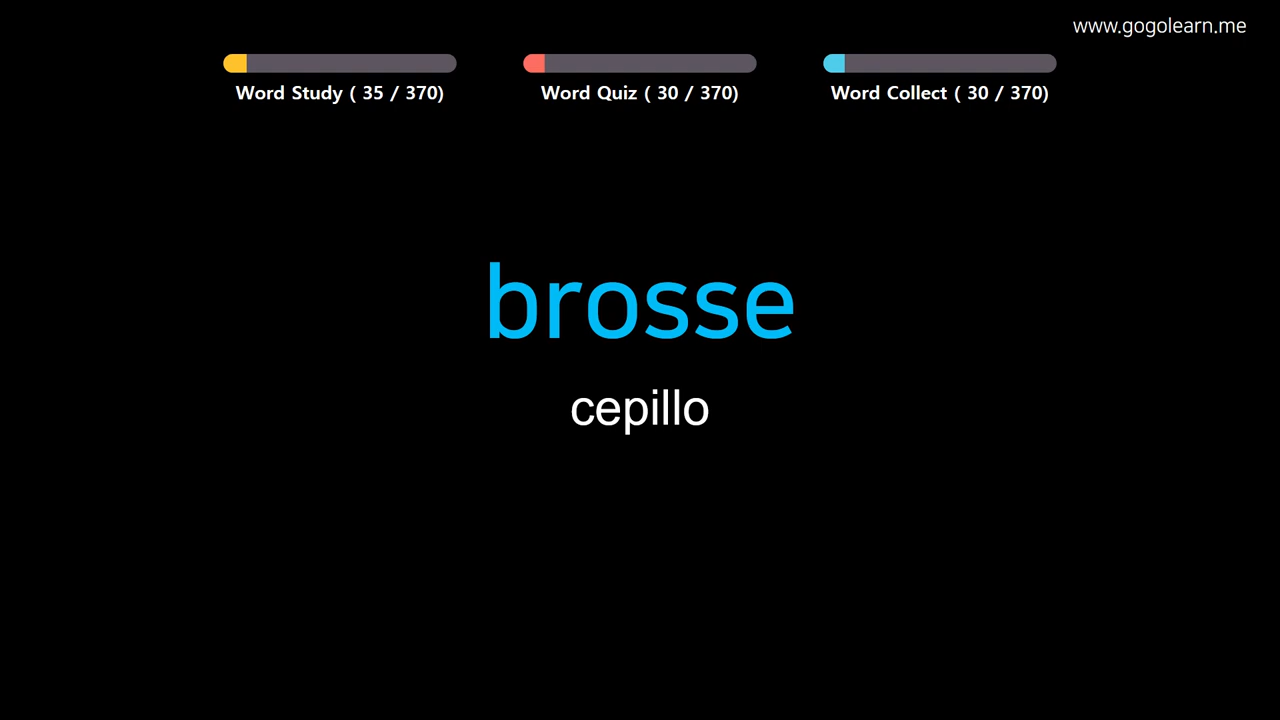 www.gogolearn.me
Word Study ( 35 / 370)
Word Quiz ( 30 / 370)
Word Collect ( 30 / 370)
brosse
cepillo